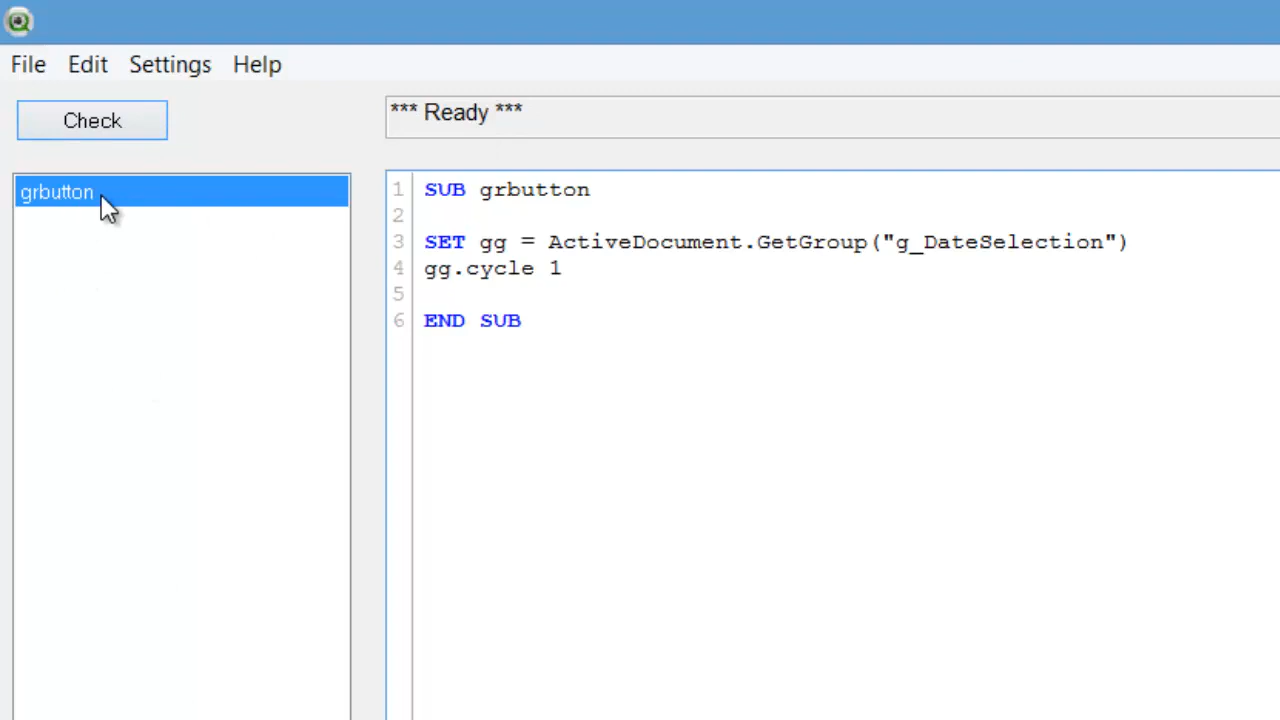 File Edit Settings Help
Check
*** Ready ***
grbutton
1 SUB grbutton
2
3 SET gg = ActiveDocument.GetGroup("g_DateSelection")
4 gg.cycle 1
5
6 END SUB